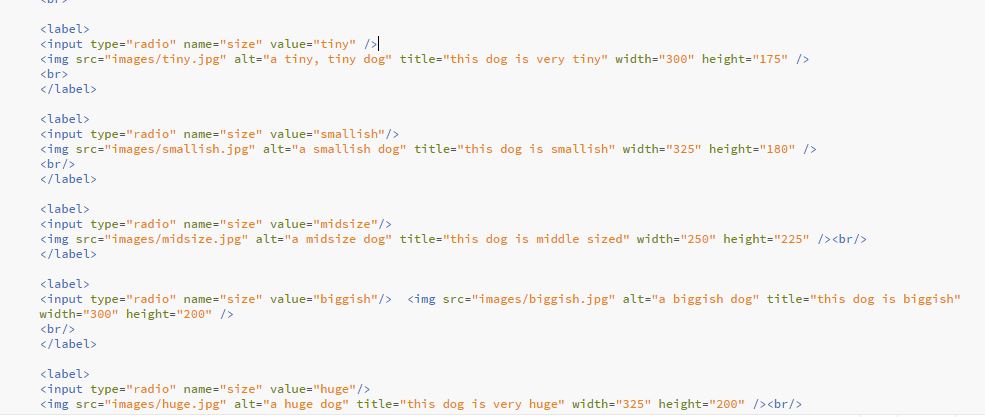 <br>
<label>
<input type="radio" name="size" value="tiny" />
<img src="images/tiny.jpg" alt="a tiny, tiny dog" title="this dog is very tiny" width="300" height="175" />
<br>
</label>
<label>
<input type="radio" name="size" value="smallish"/>
<img src="images/smallish.jpg" alt="a smallish dog" title="this dog is smallish" width="325" height="180" />
<br/>
</label>
<label>
<input type="radio" name="size" value="midsize"/>
<img src="images/midsize.jpg" alt="a midsize dog" title="this dog is middle sized" width="250" height="225" /><br/>
</label>
<label>
<input type="radio" name="size" value="biggish"/>  <img src="images/biggish.jpg" alt="a biggish dog" title="this dog is biggish"
width="300" height="200" />
<br/>
</label>
<label>
<input type="radio" name="size" value="huge"/>
<img src="images/huge.jpg" alt="a huge dog" title="this dog is very huge" width="325" height="200" /><br/>